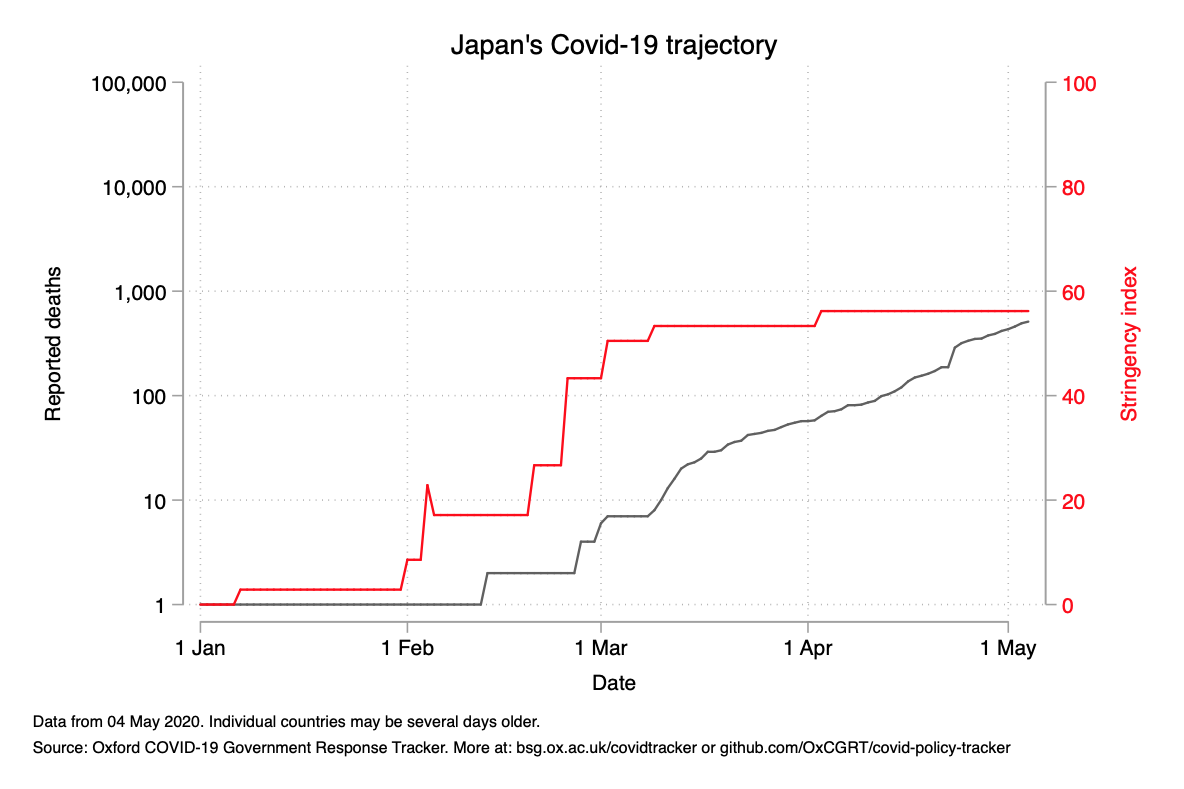 Japan's Covid-19 trajectory
100,000
10,000
1,000
100
10
1
Reported deaths
100
80
60
40
20
0
Stringency index
1 Jan 1 Feb 1 Mar 1 Apr 1 May
Date
Data from 04 May 2020. Individual countries may be several days older.
Source: Oxford COVID-19 Government Response Tracker. More at: bsg.ox.ac.uk/covidtracker or github.com/OxCGRT/covid-policy-tracker